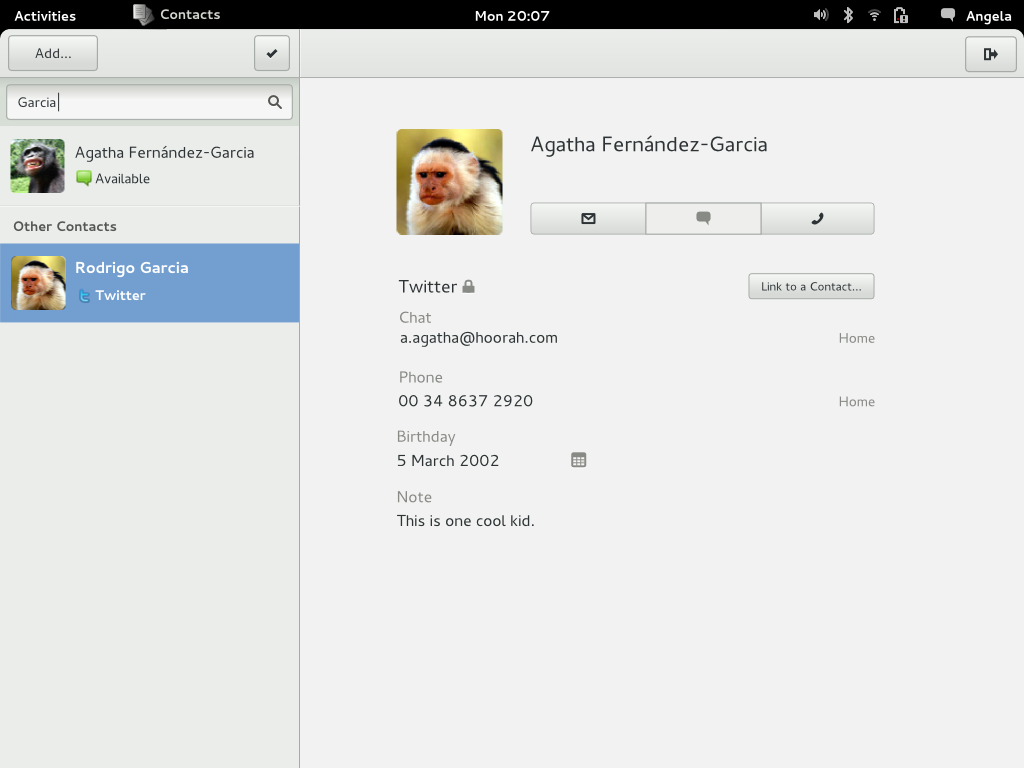 Activities
Contacts
Mon 20:07
Angela
Add...
Garcia
Agatha Fernández-Garcia
Available
Other Contacts
Rodrigo Garcia
Twitter
Agatha Fernández-Garcia
Twitter
Link to a Contact...
Chat
a.agatha@hoorah.com
Home
Phone
00 34 8637 2920
Home
Birthday
5 March 2002
Note
This is one cool kid.